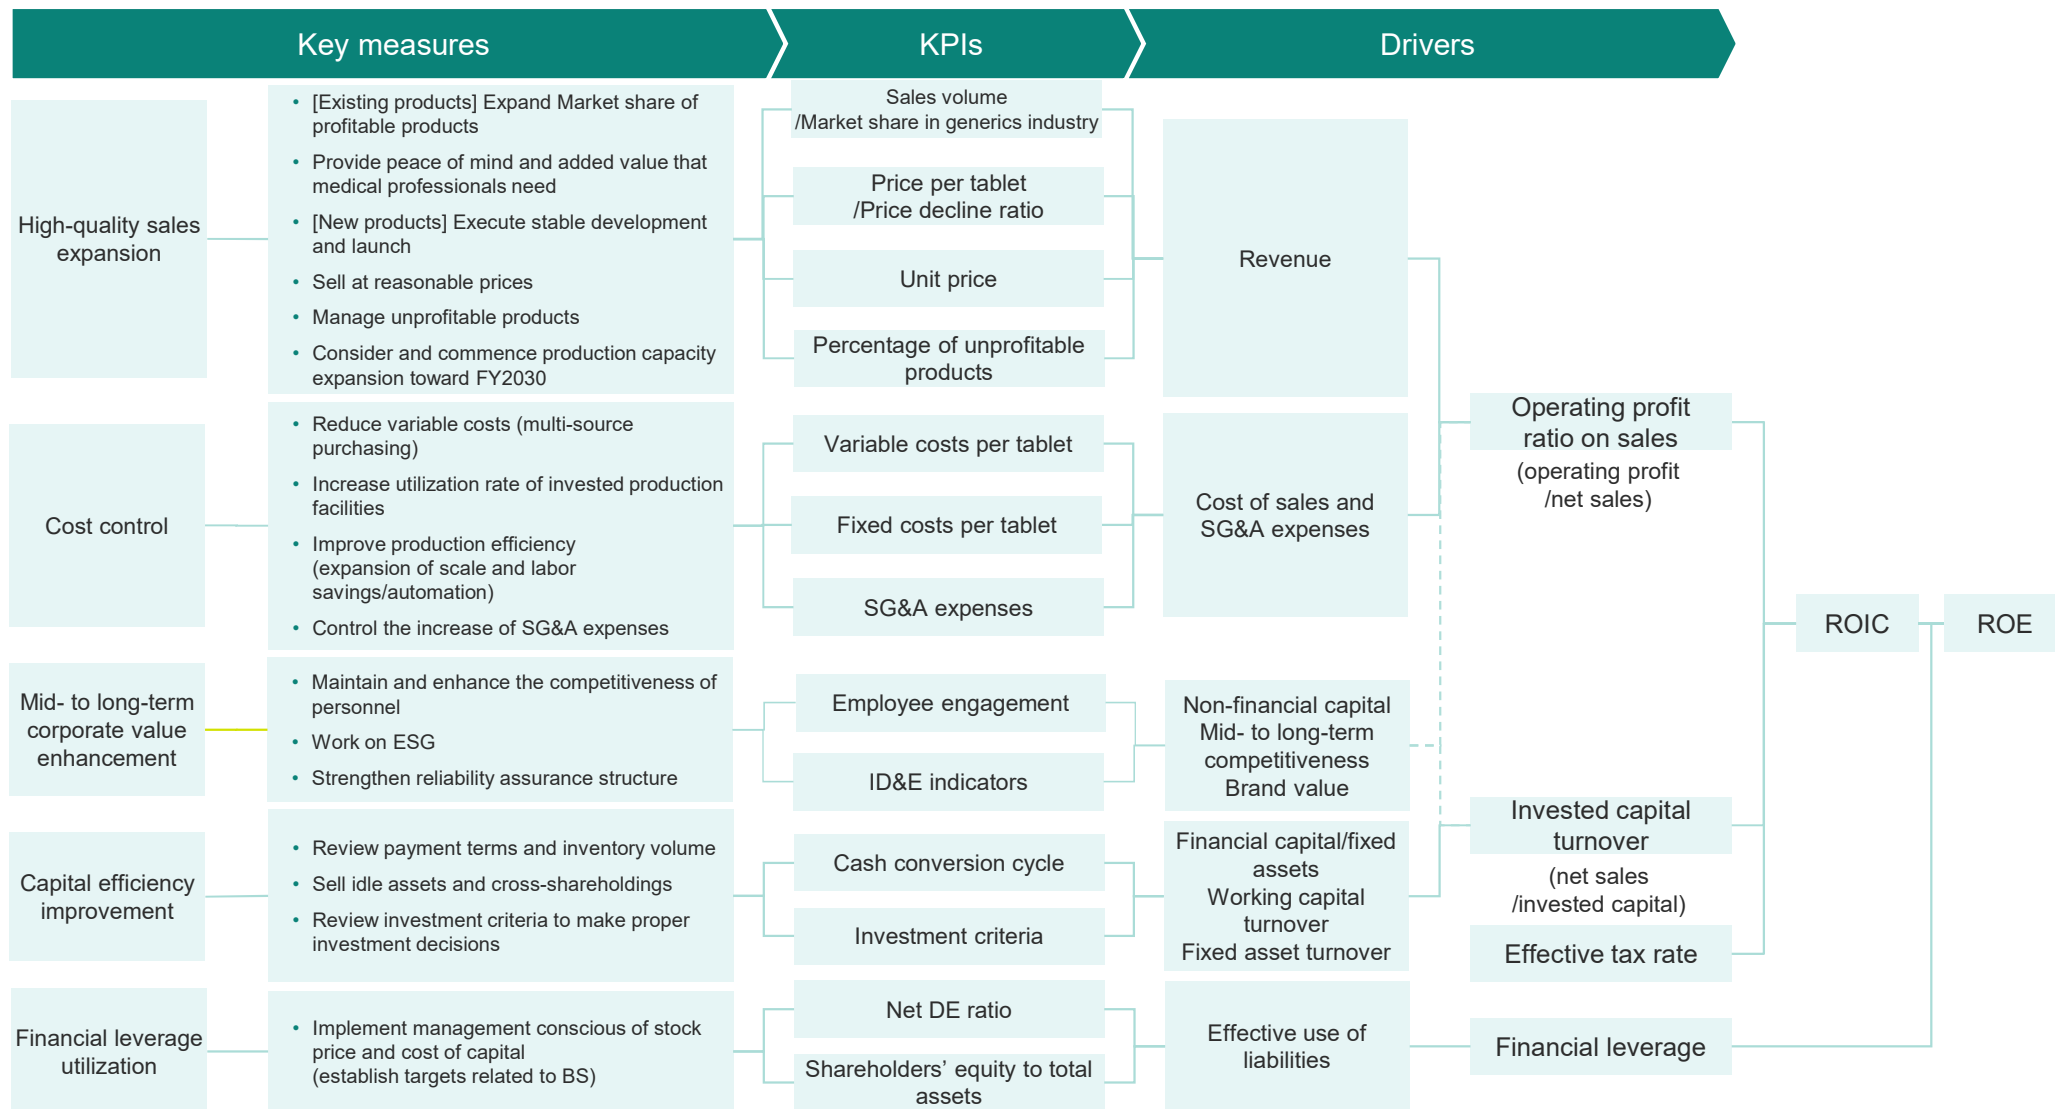 Key measures
KPIs
Drivers
High-quality sales
expansion
• [Existing products] Expand Market share of
profitable products
• Provide peace of mind and added value that
medical professionals need
• [New products] Execute stable development
and launch
• Sell at reasonable prices
• Manage unprofitable products
• Consider and commence production capacity
expansion toward FY2030
Sales volume
/Market share in generics industry
Price per tablet
/Price decline ratio
Unit price
Percentage of unprofitable
products
Revenue
Cost control
• Reduce variable costs (multi-source
purchasing)
• Increase utilization rate of invested production
facilities
• Improve production efficiency
(expansion of scale and labor
savings/automation)
• Control the increase of SG&A expenses
Variable costs per tablet
Fixed costs per tablet
SG&A expenses
Cost of sales and
SG&A expenses
Operating profit
ratio on sales
(operating profit
/net sales)
Mid- to long-term
corporate value
enhancement
• Maintain and enhance the competitiveness of
personnel
• Work on ESG
• Strengthen reliability assurance structure
Employee engagement
ID&E indicators
Non-financial capital
Mid- to long-term
competitiveness
Brand value
Capital efficiency
improvement
• Review payment terms and inventory volume
• Sell idle assets and cross-shareholdings
• Review investment criteria to make proper
investment decisions
Cash conversion cycle
Investment criteria
Financial capital/fixed
assets
Working capital
turnover
Fixed asset turnover
Invested capital
turnover
(net sales
/invested capital)
Effective tax rate
Financial leverage
utilization
• Implement management conscious of stock
price and cost of capital
(establish targets related to BS)
Net DE ratio
Shareholders’ equity to total
assets
Effective use of
liabilities
Financial leverage
ROIC
ROE